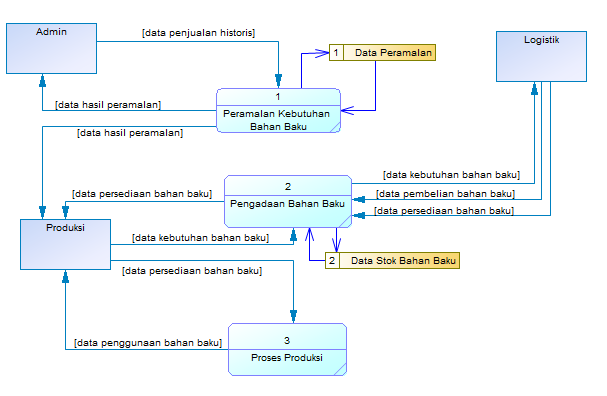 Admin
[data penjualan historis]
1 Data Peramalan
Logistik
[data hasil peramalan]
1
Peramalan Kebutuhan
Bahan Baku
[data hasil peramalan]
[data kebutuhan bahan baku]
2
[data persediaan bahan baku]
[data pembelian bahan baku]
Pengadaan Bahan Baku
[data persediaan bahan baku]
Produksi
[data kebutuhan bahan baku]
2 Data Stok Bahan Baku
[data persediaan bahan baku]
3
[data penggunaan bahan baku]
Proses Produksi